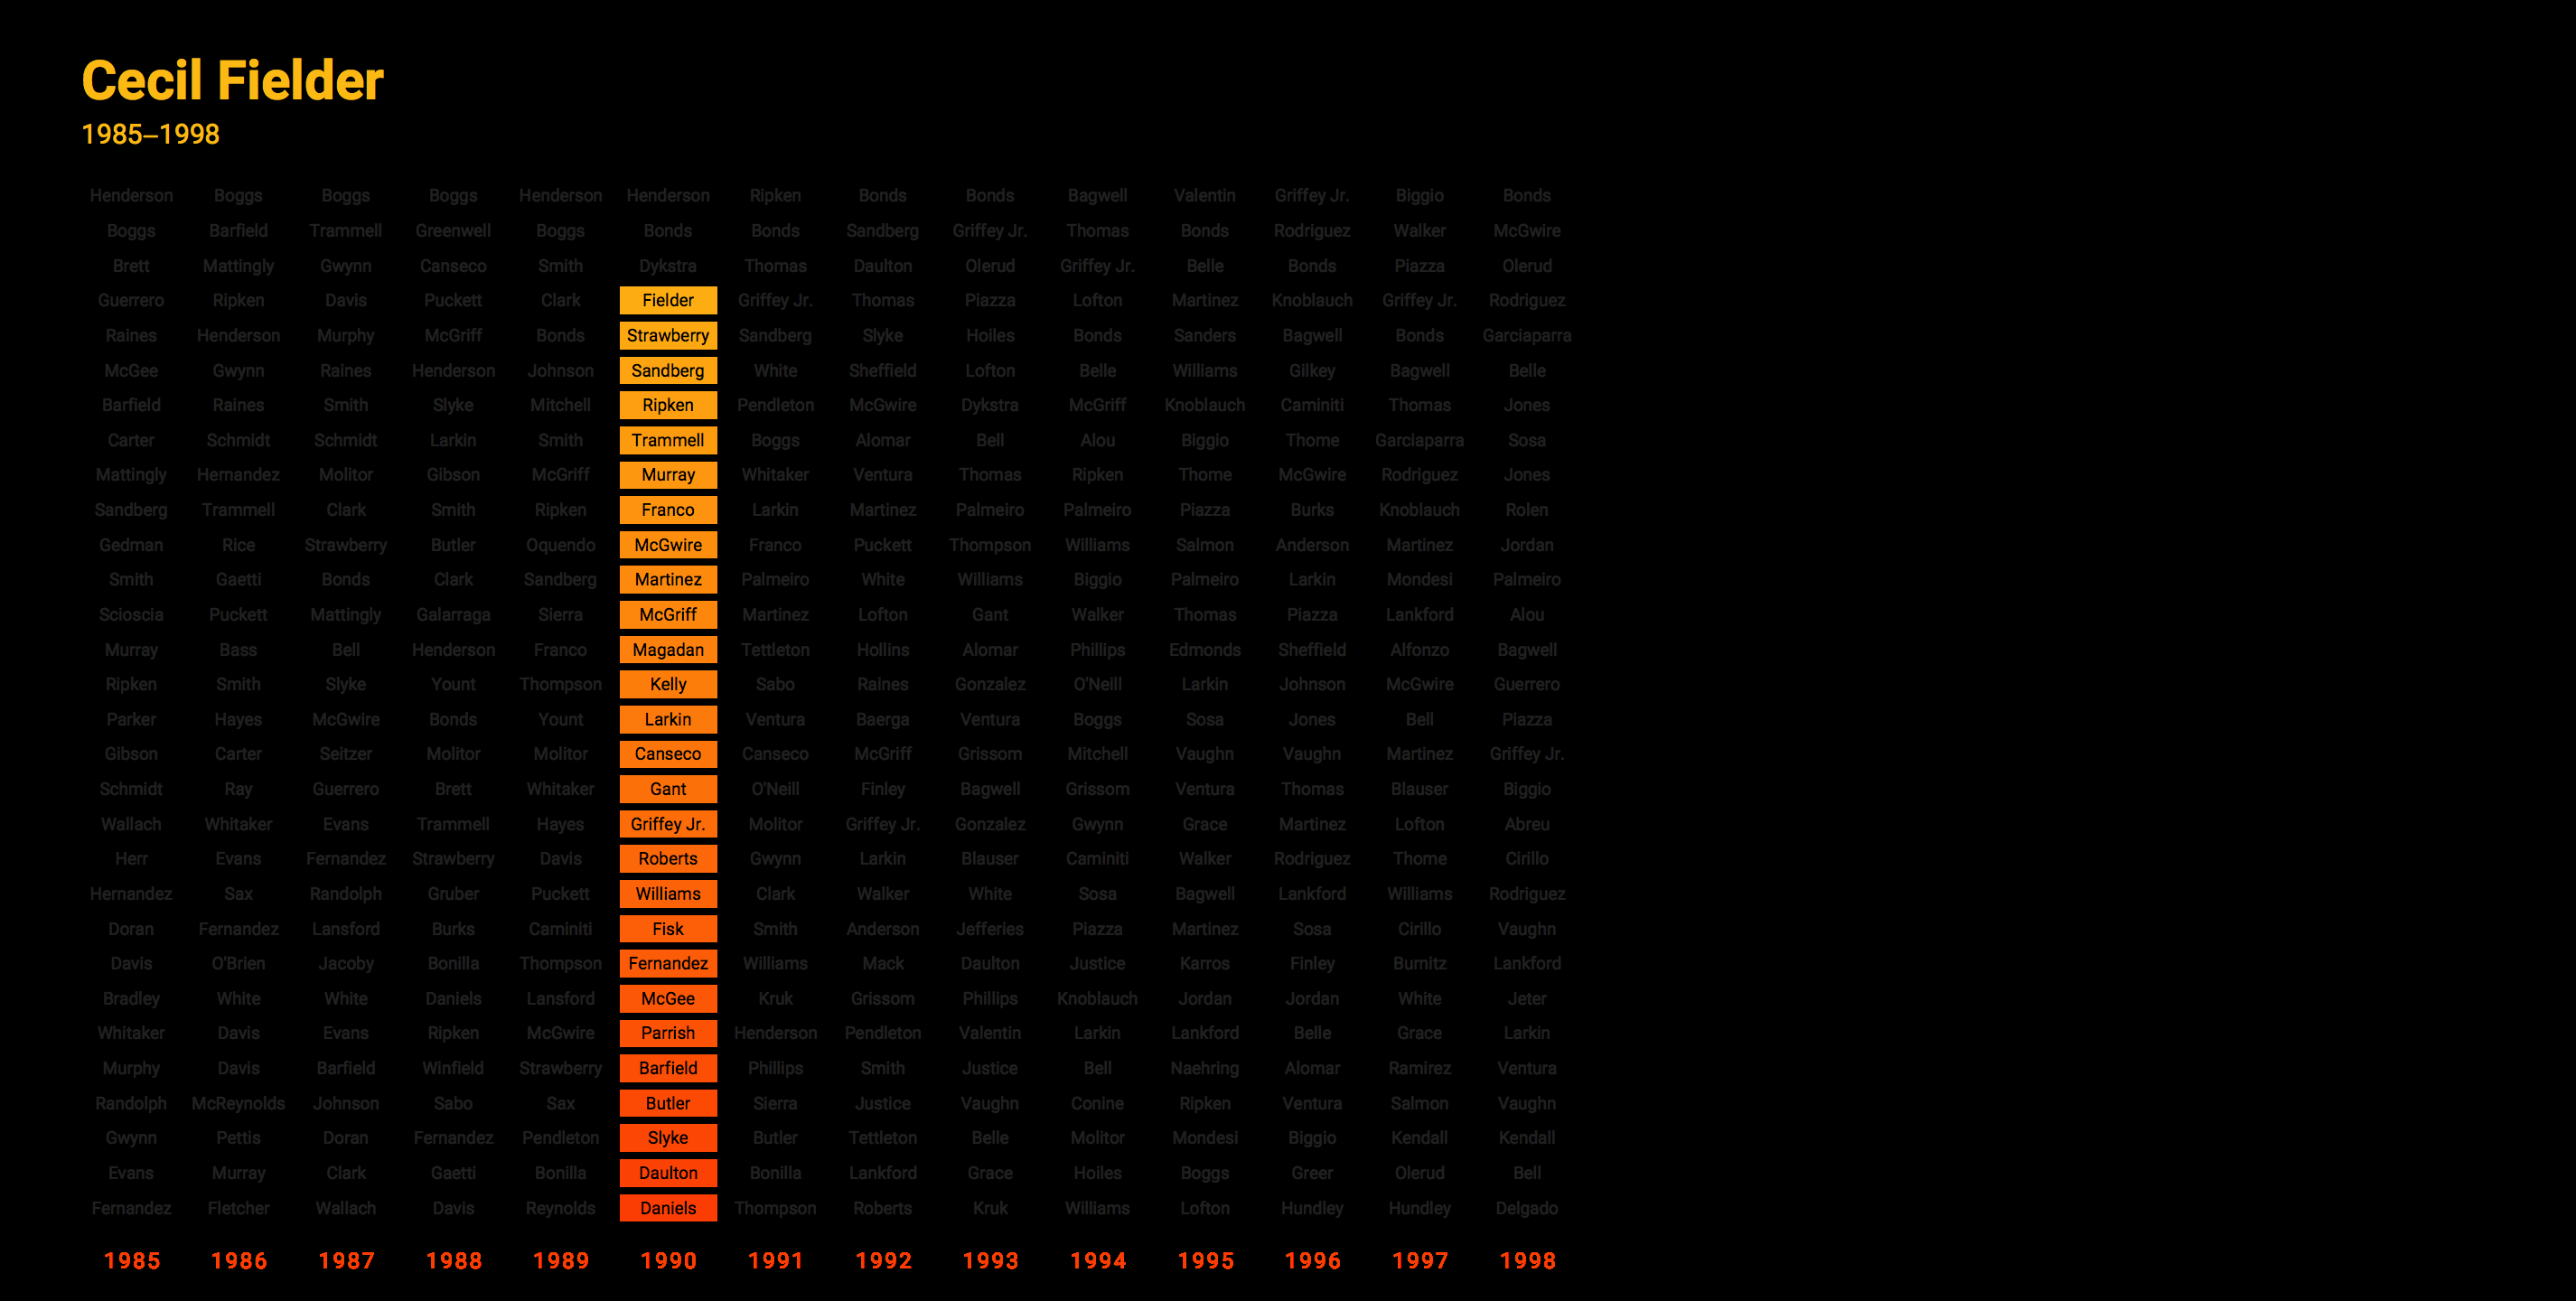 Cecil Fielder
1985–1998
Henderson Boggs Boggs Boggs Henderson Henderson Ripken Bonds Bonds Bagwell Valentin Griffey Jr. Biggio Bonds
Boggs Barfield Trammell Greenwell Boggs Bonds Bonds Sandberg Griffey Jr. Thomas Bonds Rodriguez Walker McGwire
Brett Mattingly Gwynn Canseco Smith Dykstra Thomas Daulton Olerud Griffey Jr. Belle Bonds Piazza Olerud
Guerrero Ripken Davis Puckett Clark Fielder Griffey Jr. Thomas Piazza Lofton Martinez Knoblauch Griffey Jr. Rodriguez
Raines Henderson Murphy McGriff Bonds Strawberry Sandberg Slyke Hoiles Bonds Sanders Bagwell Bonds Garciaparra
McGee Gwynn Raines Henderson Johnson Sandberg White Sheffield Lofton Belle Williams Gilkey Bagwell Belle
Barfield Raines Smith Slyke Mitchell Ripken Pendleton McGwire Dykstra McGriff Knoblauch Caminiti Thomas Jones
Carter Schmidt Schmidt Larkin Smith Trammell Boggs Alomar Bell Alou Biggio Thome Garciaparra Sosa
Mattingly Hernandez Molitor Gibson McGriff Murray Whitaker Ventura Thomas Ripken Thome McGwire Rodriguez Jones
Sandberg Trammell Clark Smith Ripken Franco Larkin Martinez Palmeiro Palmeiro Piazza Burks Knoblauch Rolen
Gedman Rice Strawberry Butler Oquendo McGwire Franco Puckett Thompson Williams Salmon Anderson Martinez Jordan
Smith Gaetti Bonds Clark Sandberg Martinez Palmeiro White Williams Biggio Palmeiro Larkin Mondesi Palmeiro
Scioscia Puckett Mattingly Galarraga Sierra McGriff Martinez Lofton Gant Walker Thomas Piazza Lankford Alou
Murray Bass Bell Henderson Franco Magadan Tettleton Hollins Alomar Phillips Edmonds Sheffield Alfonzo Bagwell
Ripken Smith Slyke Yount Thompson Kelly Sabo Raines Gonzalez O'Neill Larkin Johnson McGwire Guerrero
Parker Hayes McGwire Bonds Yount Larkin Ventura Baerga Ventura Boggs Sosa Jones Bell Piazza
Gibson Carter Seitzer Molitor Molitor Canseco Canseco McGriff Grissom Mitchell Vaughn Vaughn Martinez Griffey Jr.
Schmidt Ray Guerrero Brett Whitaker Gant O'Neill Finley Bagwell Grissom Ventura Thomas Blauser Biggio
Wallach Whitaker Evans Trammell Hayes Griffey Jr. Molitor Griffey Jr. Gonzalez Gwynn Grace Martinez Lofton Abreu
Herr Evans Fernandez Strawberry Davis Roberts Gwynn Larkin Blauser Caminiti Walker Rodriguez Thome Cirillo
Hernandez Sax Randolph Gruber Puckett Williams Clark Walker White Sosa Bagwell Lankford Williams Rodriguez
Doran Fernandez Lansford Burks Caminiti Fisk Smith Anderson Jefferies Piazza Martinez Sosa Cirillo Vaughn
Davis O'Brien Jacoby Bonilla Thompson Fernandez Williams Mack Daulton Justice Karros Finley Burnitz Lankford
Bradley White White Daniels Lansford McGee Kruk Grissom Phillips Knoblauch Jordan Jordan White Jeter
Whitaker Davis Evans Ripken McGwire Parrish Henderson Pendleton Valentin Larkin Lankford Belle Grace Larkin
Murphy Davis Barfield Winfield Strawberry Barfield Phillips Smith Justice Bell Naehring Alomar Ramirez Ventura
Randolph McReynolds Johnson Sabo Sax Butler Sierra Justice Vaughn Conine Ripken Ventura Salmon Vaughn
Gwynn Pettis Doran Fernandez Pendleton Slyke Butler Tettleton Belle Molitor Mondesi Biggio Kendall Kendall
Evans Murray Clark Gaetti Bonilla Daulton Bonilla Lankford Grace Hoiles Boggs Greer Olerud Bell
Fernandez Fletcher Wallach Davis Reynolds Daniels Thompson Roberts Kruk Williams Lofton Hundley Hundley Delgado
1985 1986 1987 1988 1989 1990 1991 1992 1993 1994 1995 1996 1997 1998